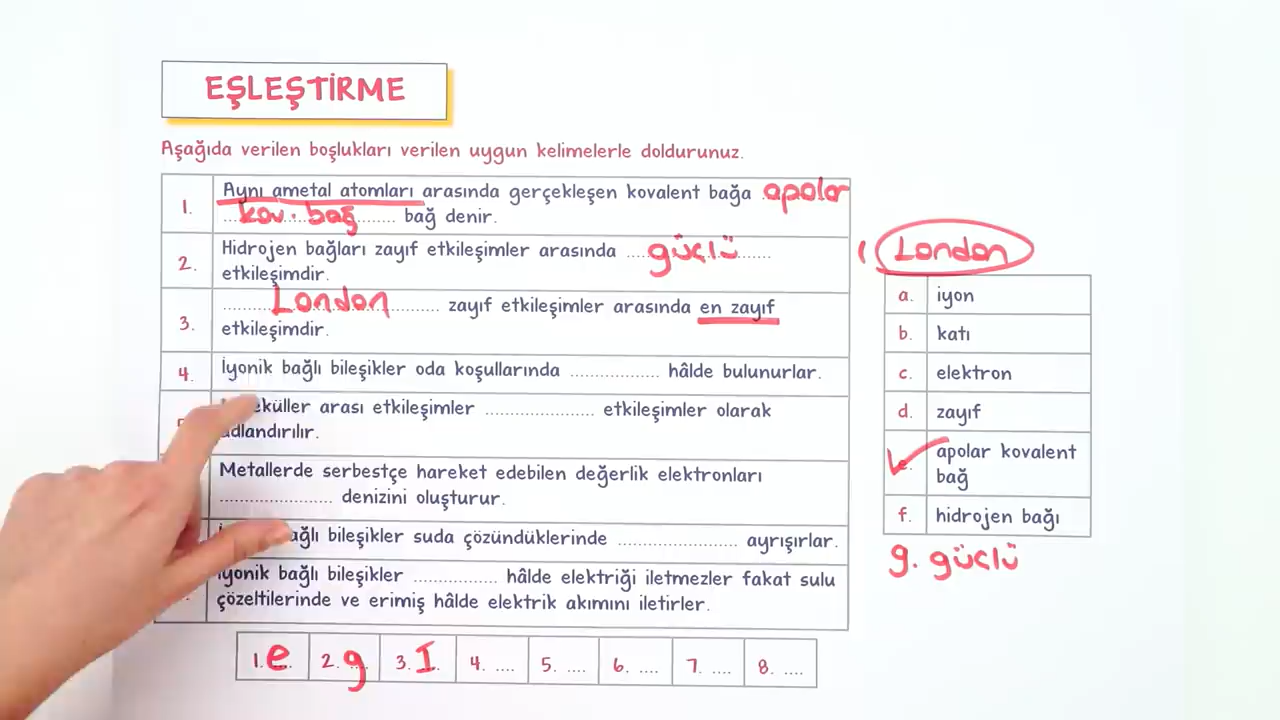 EŞLEŞTİRME
Aşağıda verilen boşlukları verilen uygun kelimelerle doldurunuz.
1. Aynı ametal atomları arasında gerçekleşen kovalent bağa apolar
kov. bağ bağ denir.
2. Hidrojen bağları zayıf etkileşimler arasında güçlü
etkileşimdir.
3. London zayıf etkileşimler arasında en zayıf
etkileşimdir.
4. İyonik bağlı bileşikler oda koşullarında ............... hâlde bulunurlar.
arası etkileşimler .................. etkileşimler olarak
adlandırılır.
Metallerde serbestçe hareket edebilen değerlik elektronları
................... denizini oluşturur.
bileşikler suda çözündüklerinde .................... ayrışırlar.
İyonik bağlı bileşikler .............. hâlde elektriği iletmezler fakat sulu
çözeltilerinde ve erimiş hâlde elektrik akımını iletirler.
London
a. iyon
b. katı
c. elektron
d. zayıf
e. apolar kovalent
bağ
f. hidrojen bağı
g. güçlü
1. e 2. g 3. I 4. .... 5. .... 6. .... 7. .... 8. ....